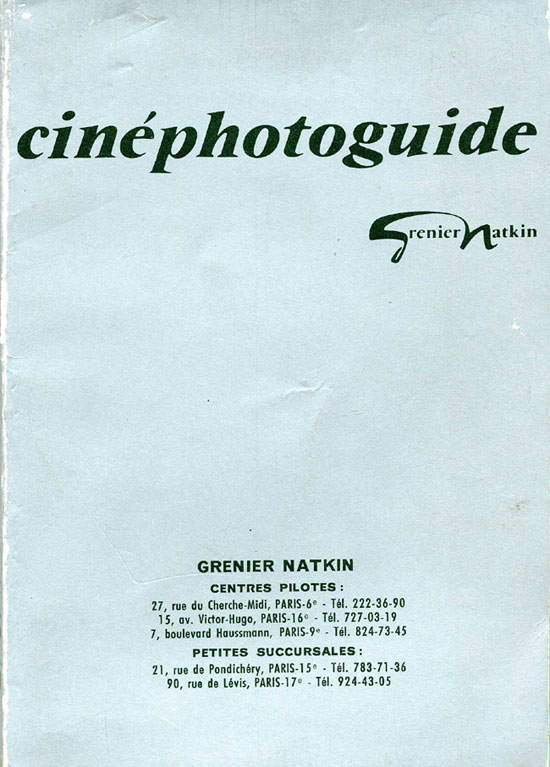 cinéphotoguide
Grenier Natkin
GRENIER NATKIN
CENTRES PILOTES :
27, rue du Cherche-Midi, PARIS-6e - Tél. 222-36-90
15, av. Victor-Hugo, PARIS-16e - Tél. 727-03-19
7, boulevard Haussmann, PARIS-9e - Tél. 824-73-45
PETITES SUCCURSALES :
21, rue de Pondichéry, PARIS-15e - Tél. 783-71-36
90, rue de Lévis, PARIS-17e - Tél. 924-43-05